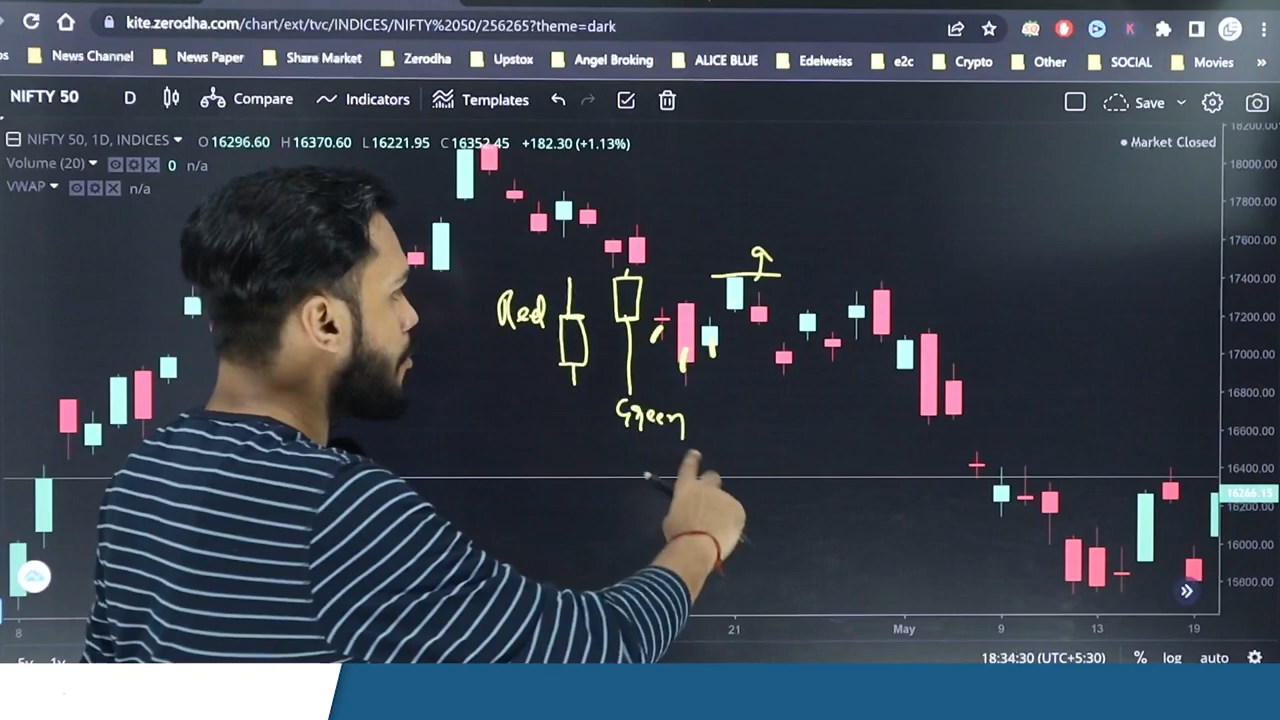 kite.zerodha.com/chart/ext/tvc/INDICES/NIFTY%2050/256265?theme=dark
News Channel News Paper Share Market Zerodha Upstox Angel Broking ALICE BLUE Edelweiss e2c Crypto Other SOCIAL Movies »
NIFTY 50 D Compare Indicators Templates Save
NIFTY 50, 1D, INDICES O 16296.60 H 16370.60 L 16221.95 C 16352.45 +182.30 (+1.13%) Market Closed
Volume (20) 0 n/a
VWAP n/a
18200.00
18000.00
17800.00
17600.00
17400.00
17200.00
17000.00
16800.00
16600.00
16400.00
16266.15
16200.00
16000.00
15800.00
Red
Green
8 21 May 9 13 19
5y 1y 18:34:30 (UTC+5:30) % log auto